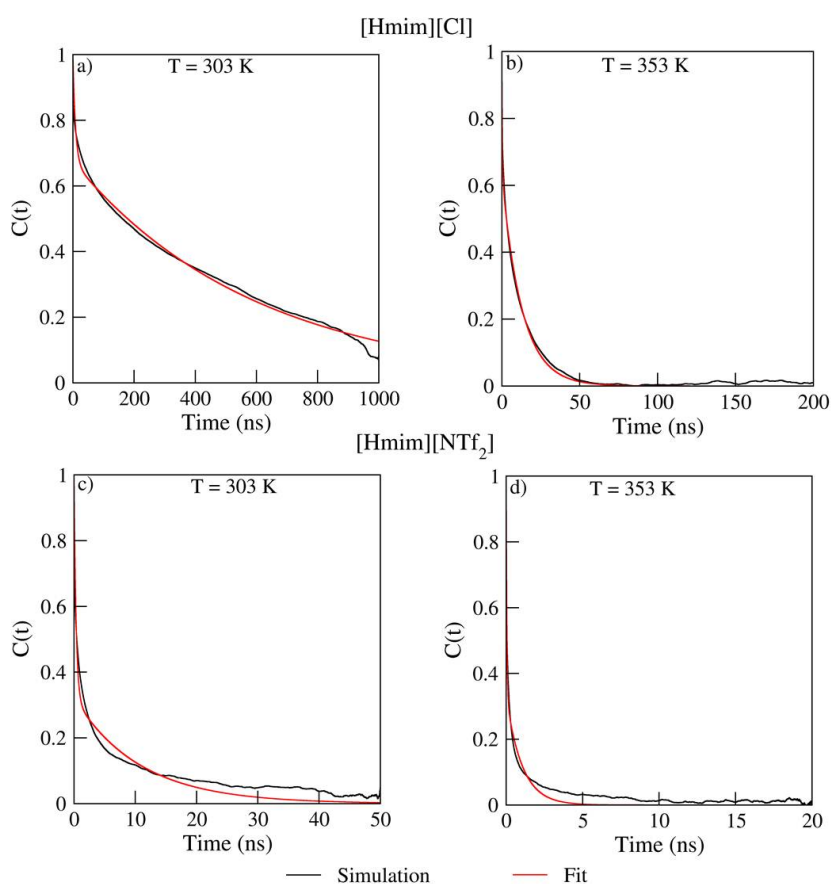 [Hmim][Cl]
a) T = 303 K
b) T = 353 K
C(t)
1
0.8
0.6
0.4
0.2
0
0 200 400 600 800 1000
Time (ns)
C(t)
1
0.8
0.6
0.4
0.2
0
0 50 100 150 200
Time (ns)
[Hmim][NTf2]
c) T = 303 K
d) T = 353 K
C(t)
1
0.8
0.6
0.4
0.2
0
0 10 20 30 40 50
Time (ns)
C(t)
1
0.8
0.6
0.4
0.2
0
0 5 10 15 20
Time (ns)
Simulation Fit